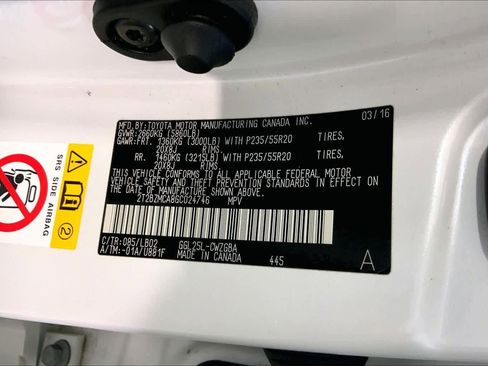 MFD.BY:TOYOTA MOTOR MANUFACTURING CANADA INC. 03/16
GVWR:2660KG (5860LB)
GAWR:FRT. 1360KG (3000LB)WITH P235/55R20 TIRES,
20X8J RIMS.
RR. 1460KG (3215LB)WITH P235/55R20 TIRES,
20X8J RIMS
THIS VEHICLE CONFORMS TO ALL APPLICABLE FEDERAL MOTOR
VEHICLE SAFETY STANDARDS IN EFFECT ON THE DATE OF
MANUFACTURE SHOWN ABOVE.
2T2BZMCA8GC024746 MPV
C/TR:085/LB02 GGL25L-CWZGBA
A/TM:-01A/U881F MADE IN CANADA 445 A
SRS SIDE AIRBAG
2